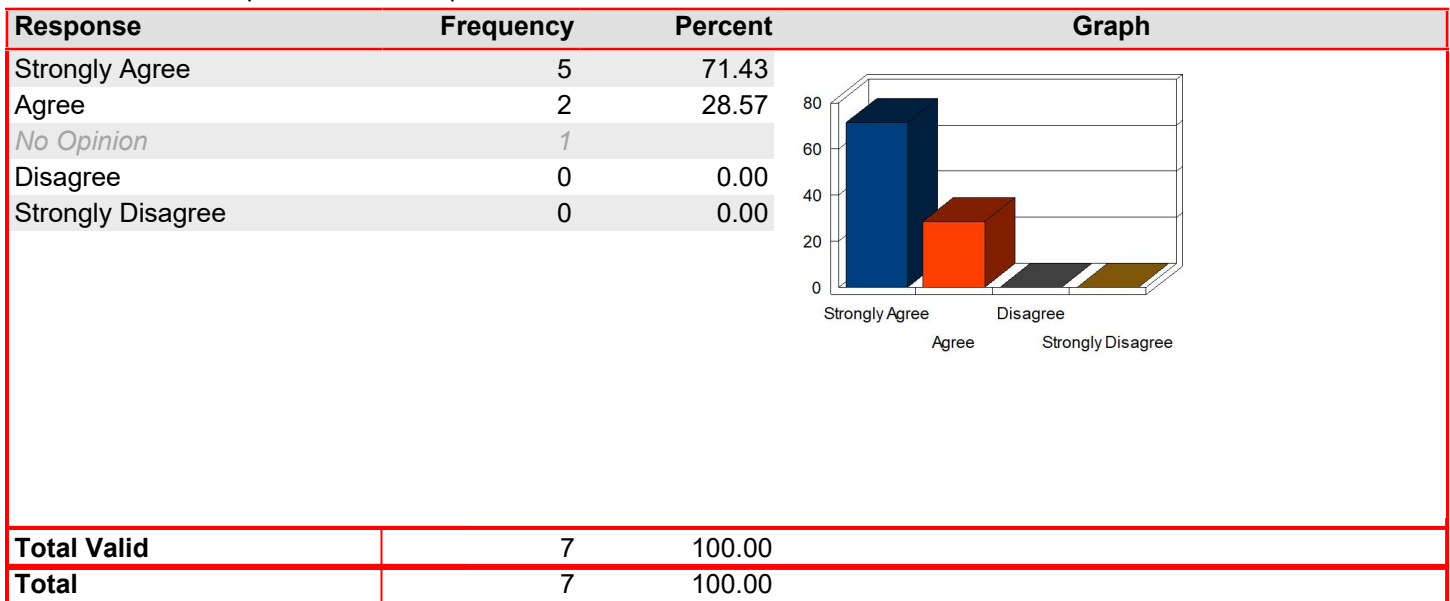 Response Frequency Percent Graph
Strongly Agree 5 71.43
Agree 2 28.57
No Opinion 1
Disagree 0 0.00
Strongly Disagree 0 0.00
80
60
40
20
0
Strongly Agree Disagree
Agree Strongly Disagree
Total Valid 7 100.00
Total 7 100.00